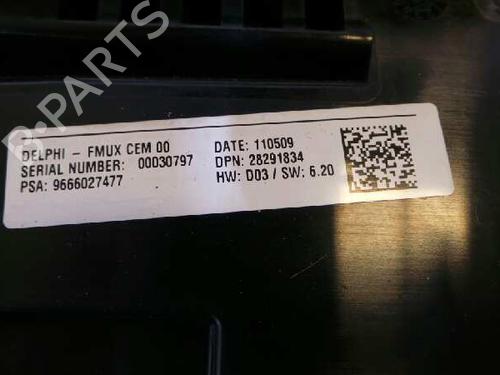 DELPHI - FMUX CEM 00
SERIAL NUMBER: 00030797
PSA: 9666027477
DATE: 110509
DPN: 28291834
HW: D03 / SW: 6.20
B-PARTS